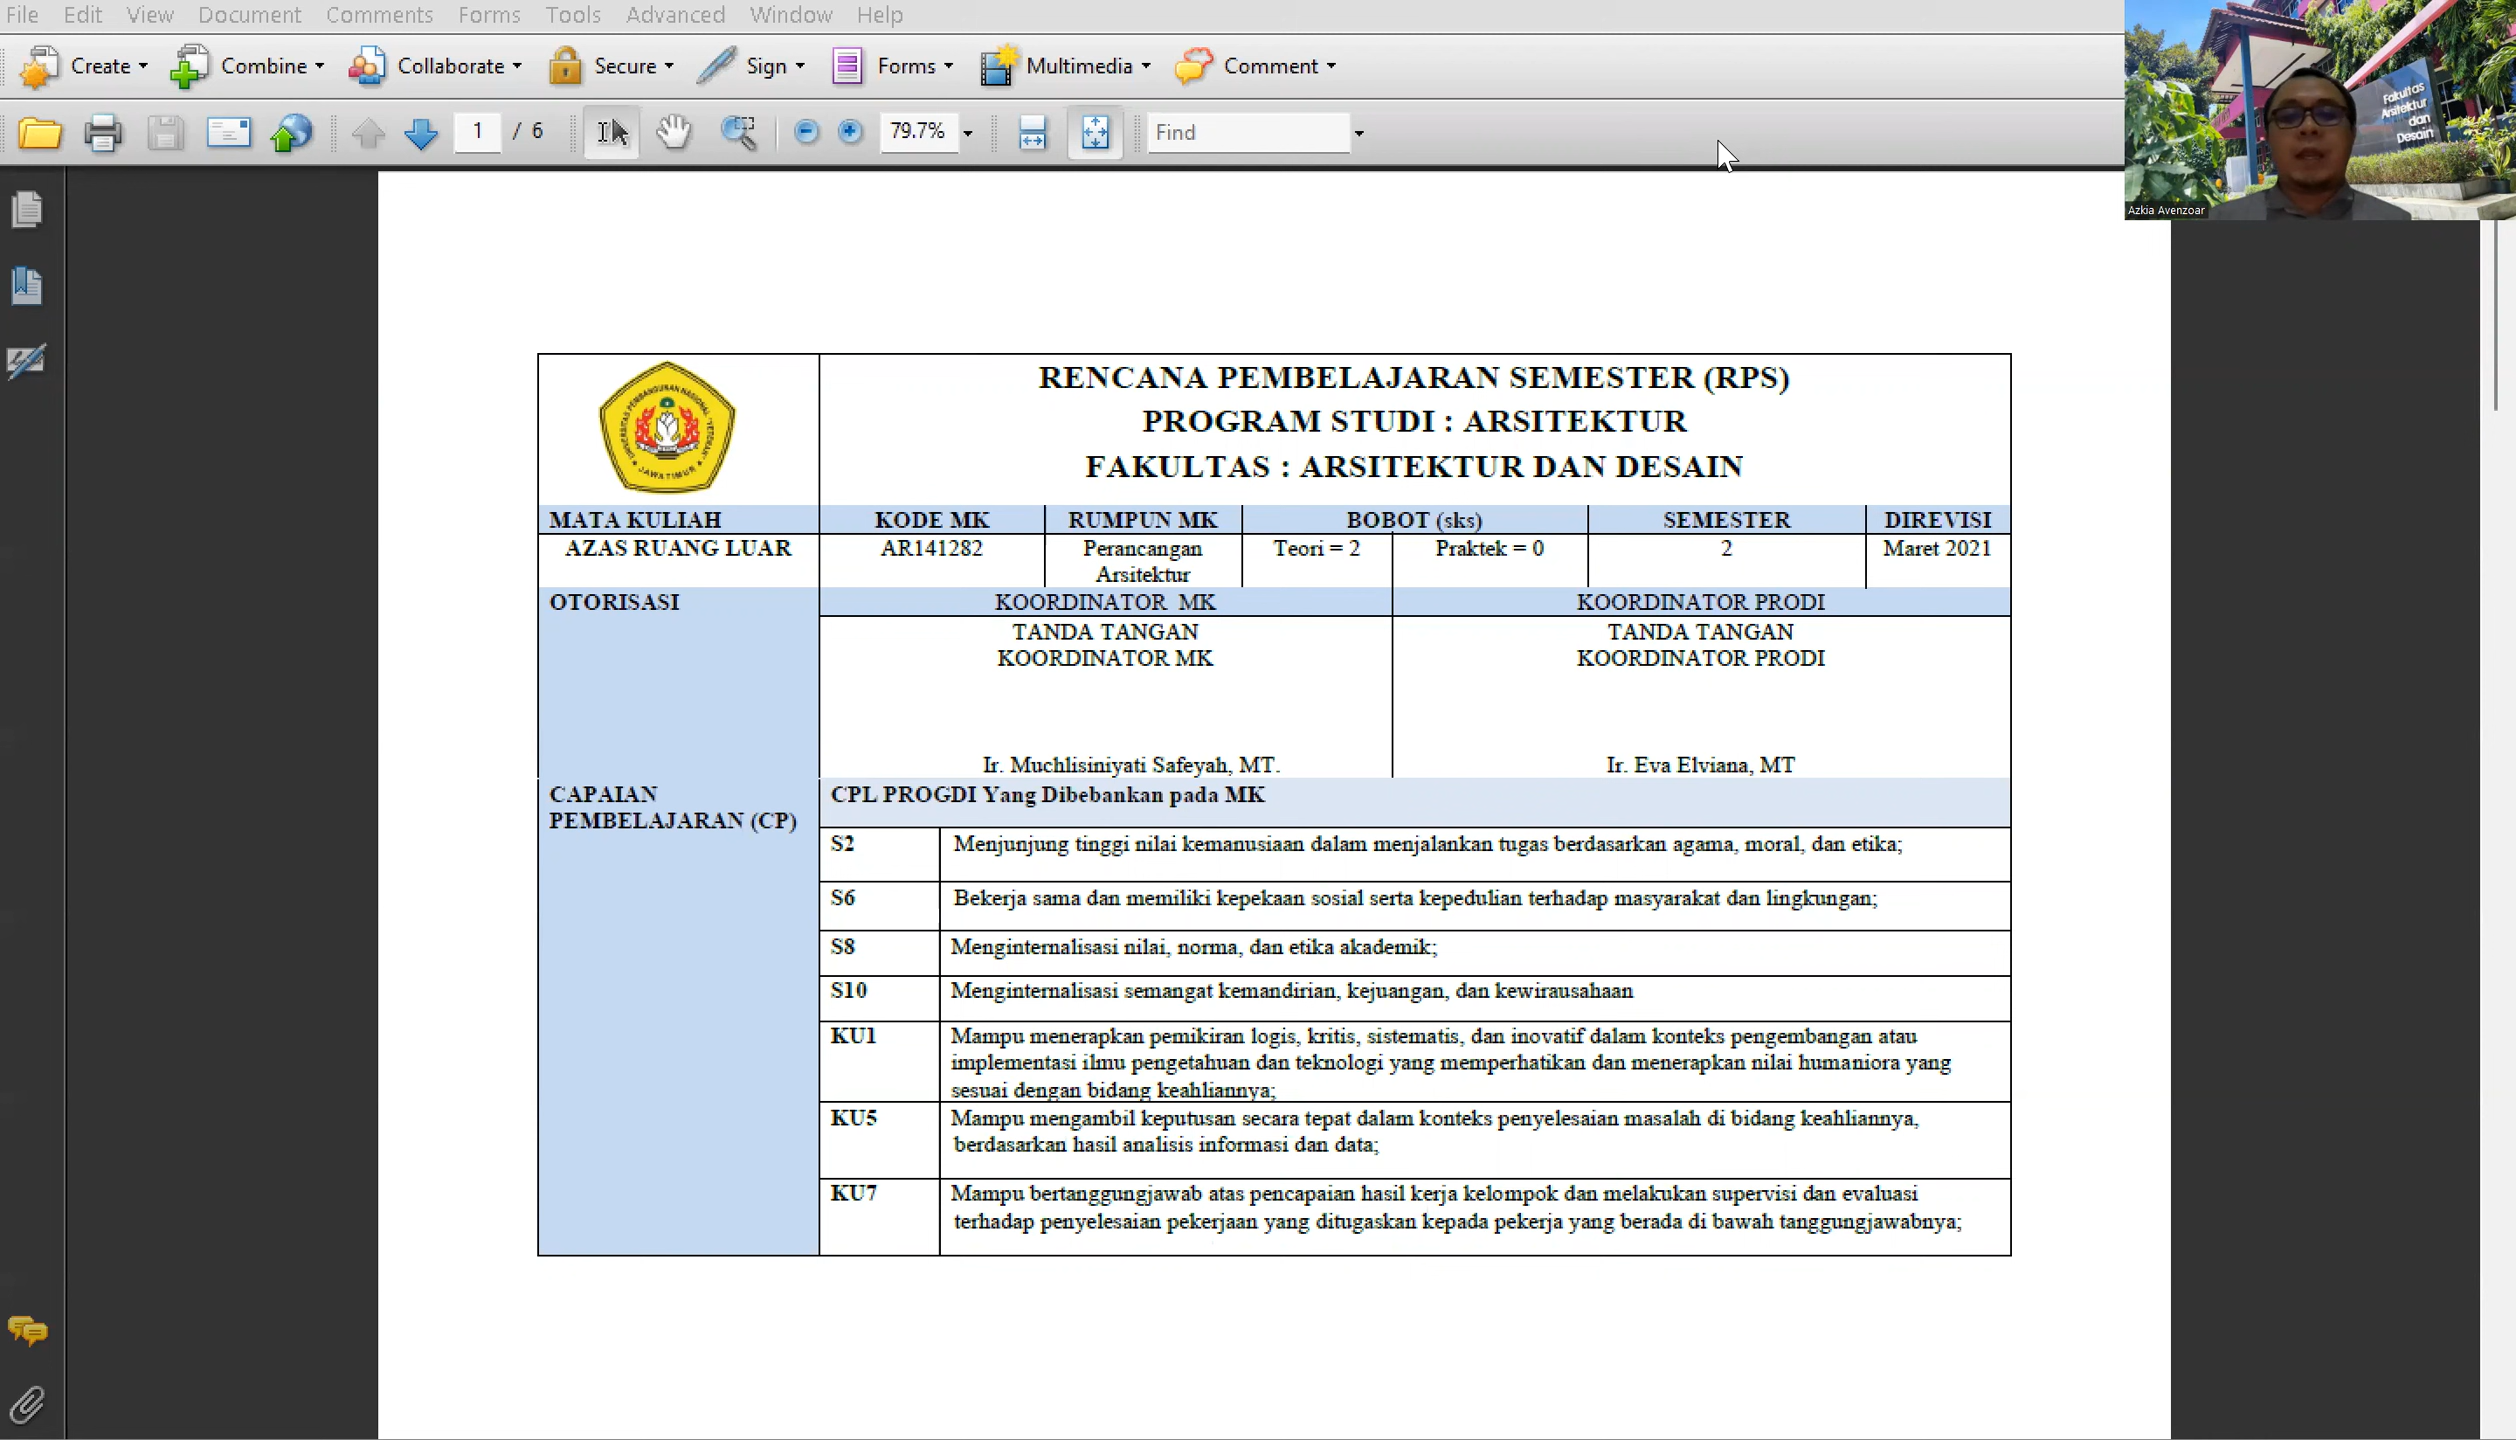 File Edit View Document Comments Forms Tools Advanced Window Help
Create Combine Collaborate Secure Sign Forms Multimedia Comment
1 / 6 79.7% Find
Fakultas
Arsitektur
dan
Desain
Azkia Avenzoar
UNIVERSITAS PEMBANGUNAN NASIONAL "VETERAN"
JAWA TIMUR
RENCANA PEMBELAJARAN SEMESTER (RPS)
PROGRAM STUDI : ARSITEKTUR
FAKULTAS : ARSITEKTUR DAN DESAIN
MATA KULIAH KODE MK RUMPUN MK BOBOT (sks) SEMESTER DIREVISI
AZAS RUANG LUAR AR141282 Perancangan Teori = 2 Praktek = 0 2 Maret 2021
Arsitektur
OTORISASI KOORDINATOR MK KOORDINATOR PRODI
TANDA TANGAN TANDA TANGAN
KOORDINATOR MK KOORDINATOR PRODI
Ir. Muchlisiniyati Safeyah, MT. Ir. Eva Elviana, MT
CAPAIAN CPL PROGDI Yang Dibebankan pada MK
PEMBELAJARAN (CP)
S2 Menjunjung tinggi nilai kemanusiaan dalam menjalankan tugas berdasarkan agama, moral, dan etika;
S6 Bekerja sama dan memiliki kepekaan sosial serta kepedulian terhadap masyarakat dan lingkungan;
S8 Menginternalisasi nilai, norma, dan etika akademik;
S10 Menginternalisasi semangat kemandirian, kejuangan, dan kewirausahaan
KU1 Mampu menerapkan pemikiran logis, kritis, sistematis, dan inovatif dalam konteks pengembangan atau
implementasi ilmu pengetahuan dan teknologi yang memperhatikan dan menerapkan nilai humaniora yang
sesuai dengan bidang keahliannya;
KU5 Mampu mengambil keputusan secara tepat dalam konteks penyelesaian masalah di bidang keahliannya,
berdasarkan hasil analisis informasi dan data;
KU7 Mampu bertanggungjawab atas pencapaian hasil kerja kelompok dan melakukan supervisi dan evaluasi
terhadap penyelesaian pekerjaan yang ditugaskan kepada pekerja yang berada di bawah tanggungjawabnya;